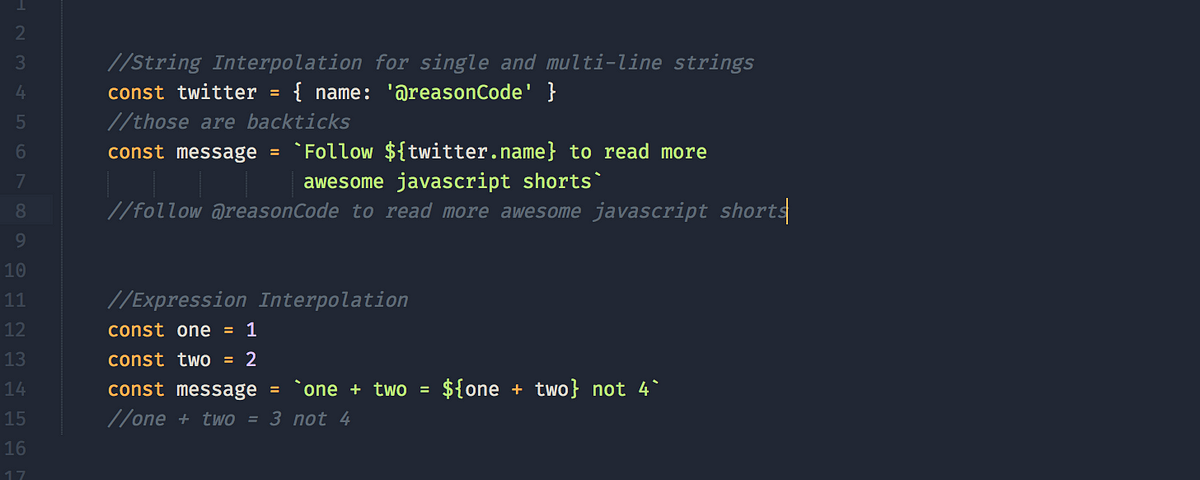 1
2
3 //String Interpolation for single and multi-line strings
4 const twitter = { name: '@reasonCode' }
5 //those are backticks
6 const message = `Follow ${twitter.name} to read more
7 awesome javascript shorts`
8 //follow @reasonCode to read more awesome javascript shorts
9
10
11 //Expression Interpolation
12 const one = 1
13 const two = 2
14 const message = `one + two = ${one + two} not 4`
15 //one + two = 3 not 4
16
17